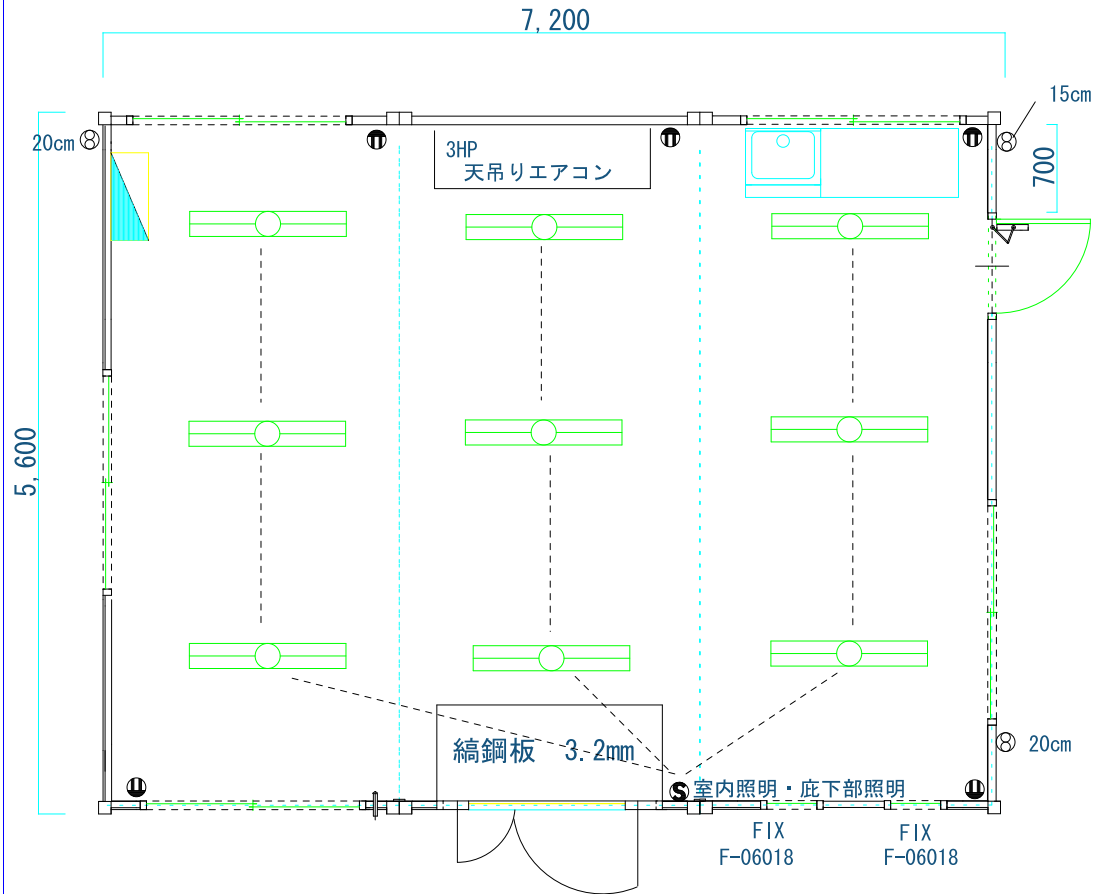 7,200
15cm
20cm
3HP
天吊りエアコン
700
5,600
縞鋼板 3.2mm
20cm
S
室内照明・庇下部照明
FIX
F-06018
FIX
F-06018